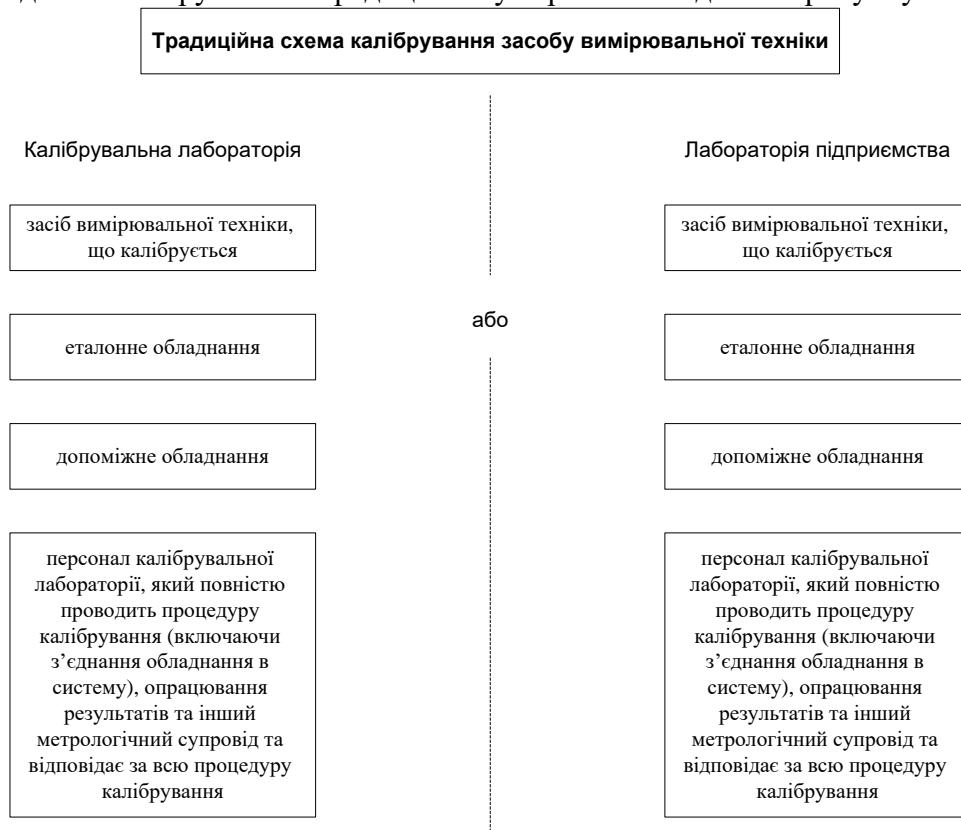 Традиційна схема калібрування засобу вимірювальної техніки
Калібрувальна лабораторія
засіб вимірювальної техніки,
що калібрується
еталонне обладнання
допоміжне обладнання
персонал калібрувальної
лабораторії, який повністю
проводить процедуру
калібрування (включаючи
з’єднання обладнання в
систему), опрацювання
результатів та інший
метрологічний супровід та
відповідає за всю процедуру
калібрування
або
Лабораторія підприємства
засіб вимірювальної техніки,
що калібрується
еталонне обладнання
допоміжне обладнання
персонал калібрувальної
лабораторії, який повністю
проводить процедуру
калібрування (включаючи
з’єднання обладнання в
систему), опрацювання
результатів та інший
метрологічний супровід та
відповідає за всю процедуру
калібрування